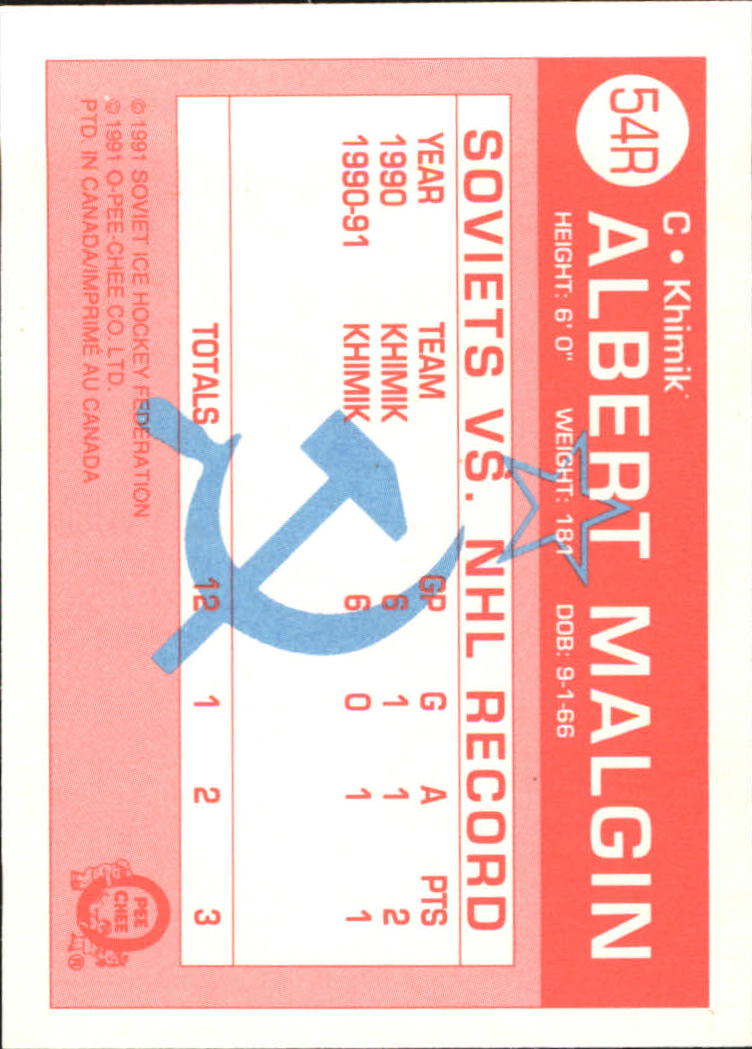 54R
C • Khimik
ALBERT MALGIN
HEIGHT: 6' 0" WEIGHT: 181 DOB: 9-1-66
SOVIETS VS. NHL RECORD
YEAR TEAM GP G A PTS
1990 KHIMIK 6 1 1 2
1990-91 KHIMIK 6 0 1 1
TOTALS 12 1 2 3
© 1991 SOVIET ICE HOCKEY FEDERATION
© 1991 O-PEE-CHEE CO. LTD.
PTD. IN CANADA/IMPRIMÉ AU CANADA
O
PEE
CHEE
®